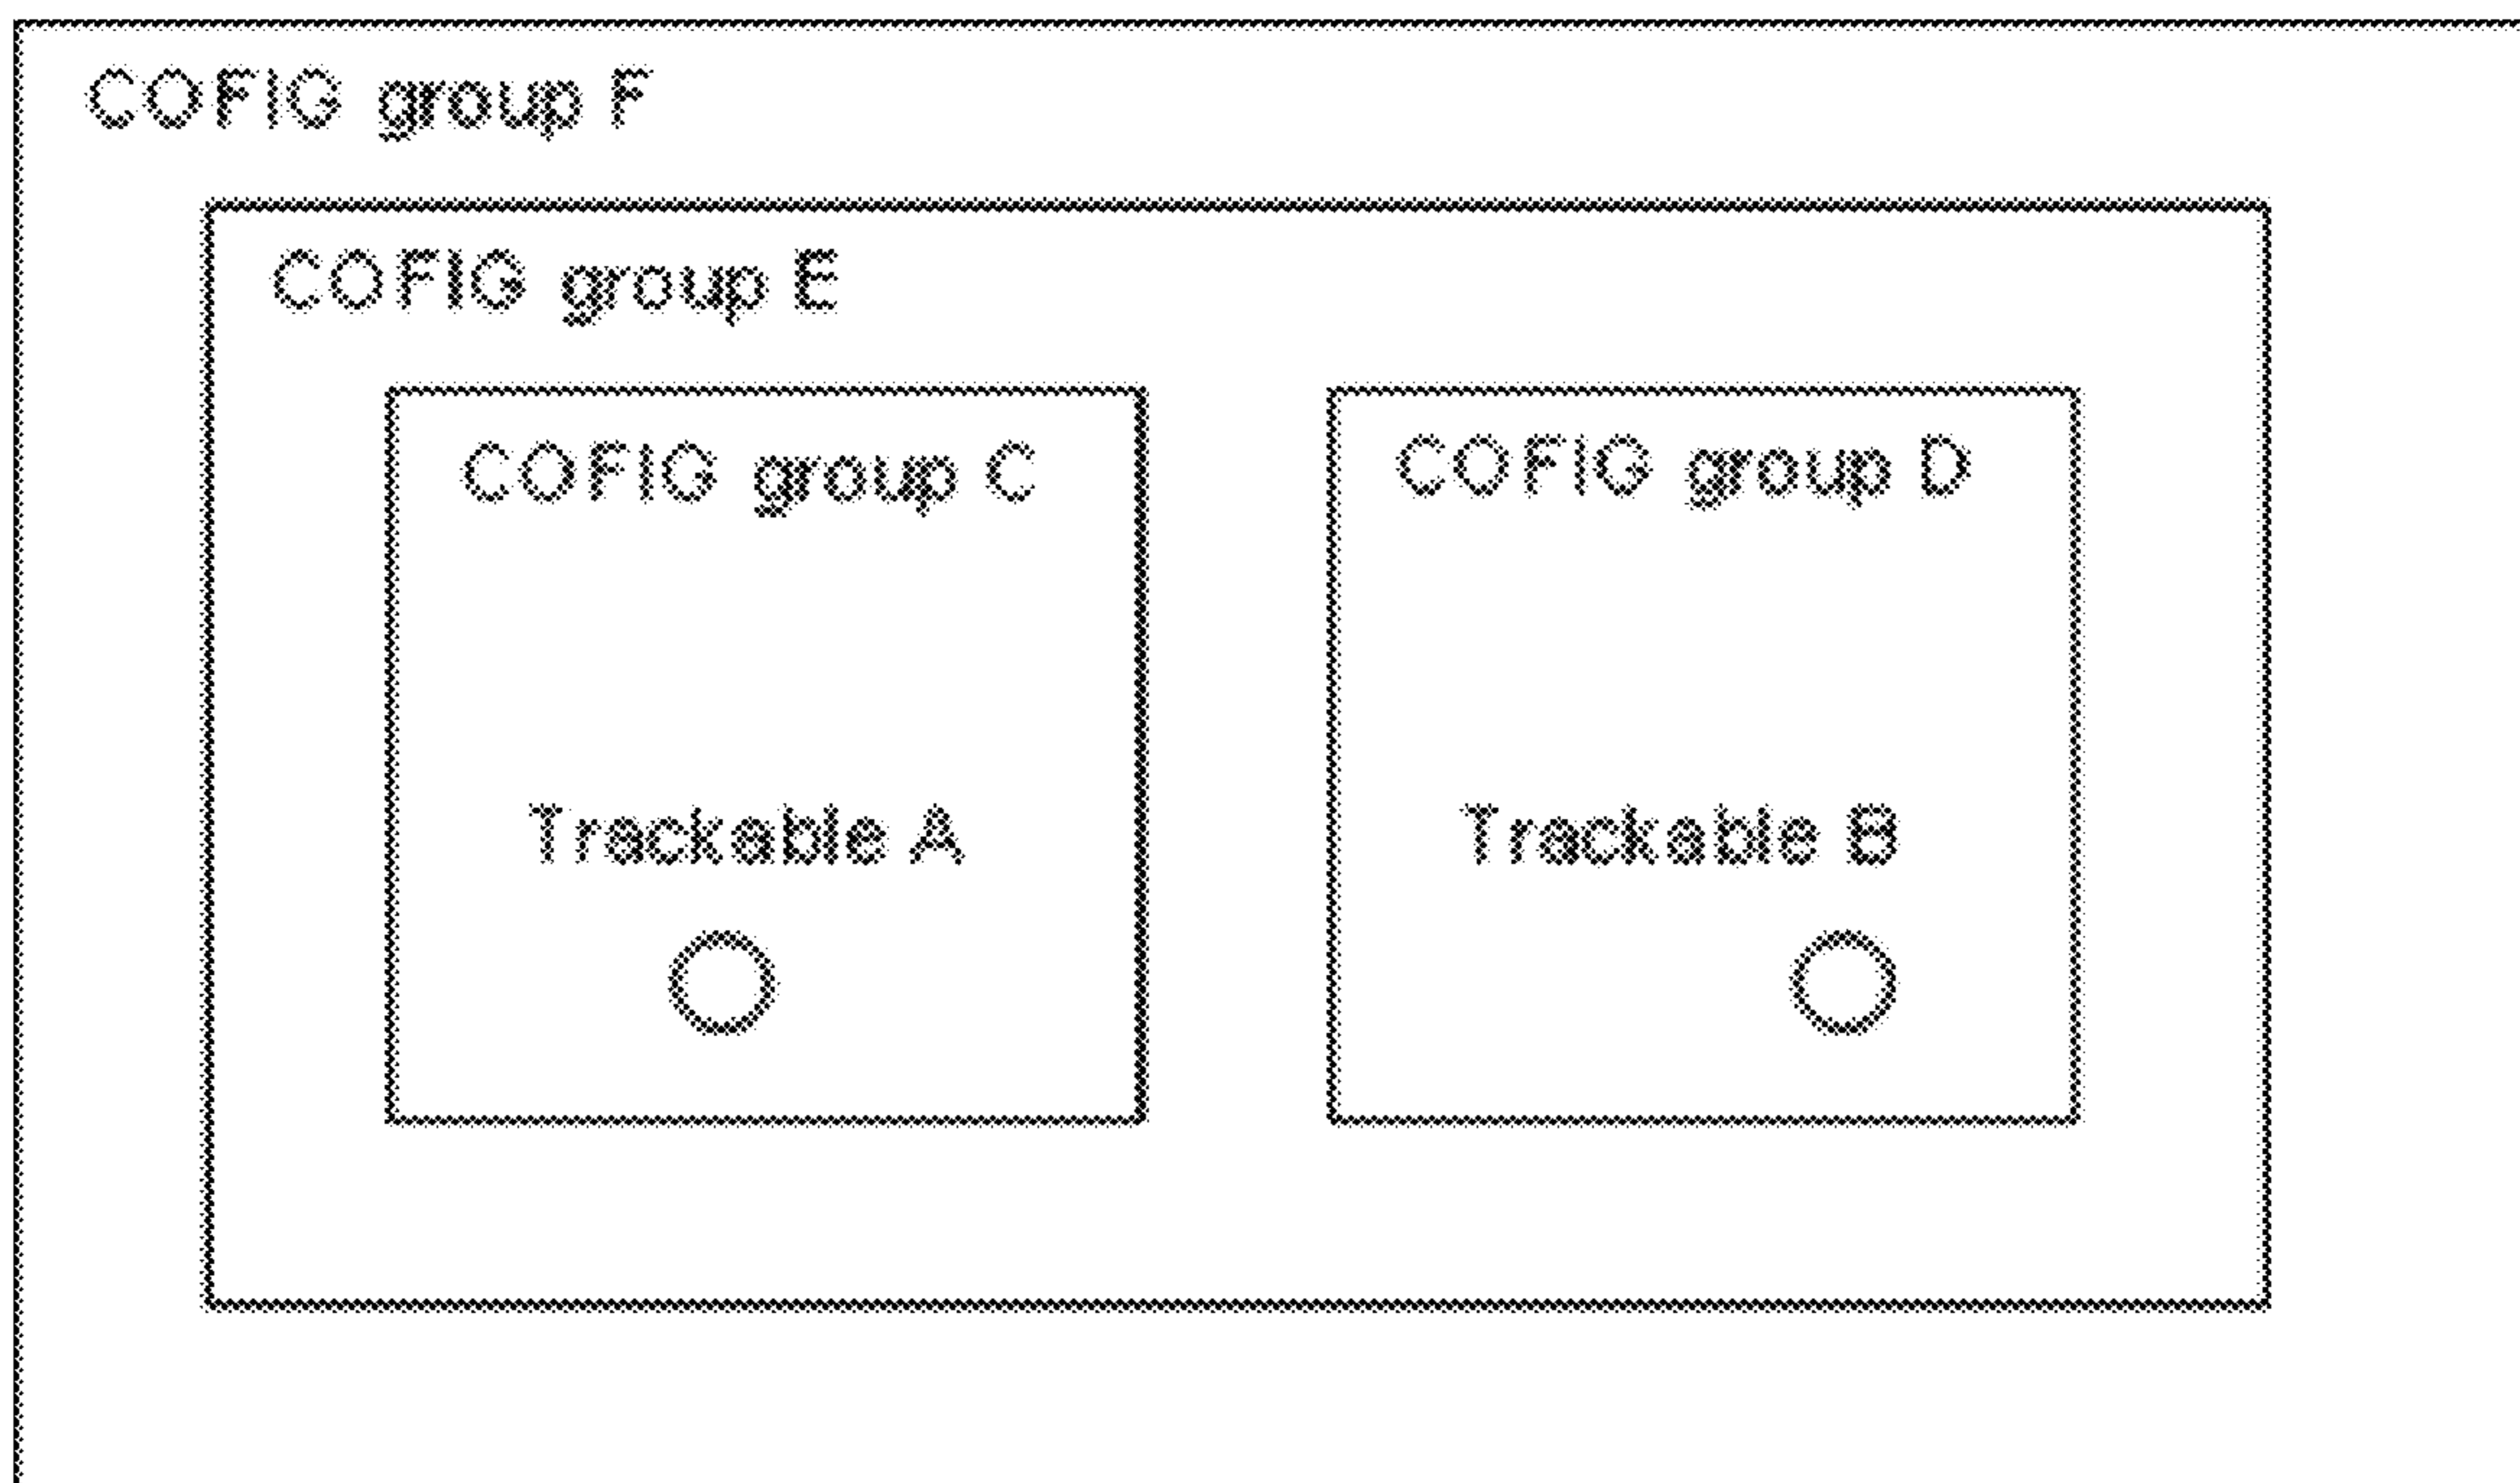 COFIG group F
COFIG group E
COFIG group C
COFIG group D
Trackable A
Trackable B